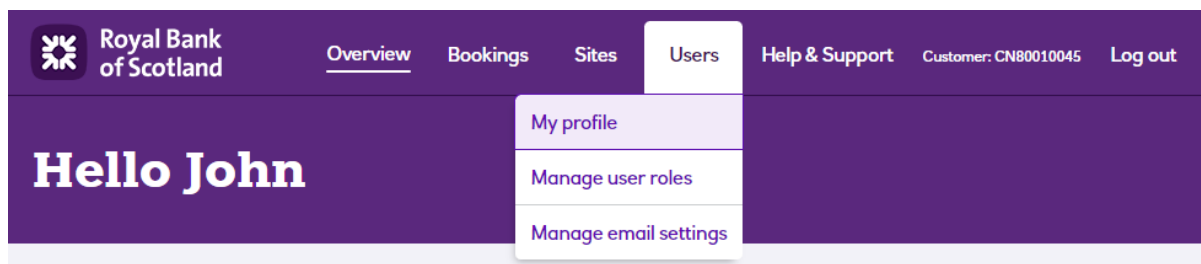 Royal Bank
of Scotland
Overview
Bookings
Sites
Users
Help & Support
Customer: CN80010045
Log out
My profile
Hello John
Manage user roles
Manage email settings